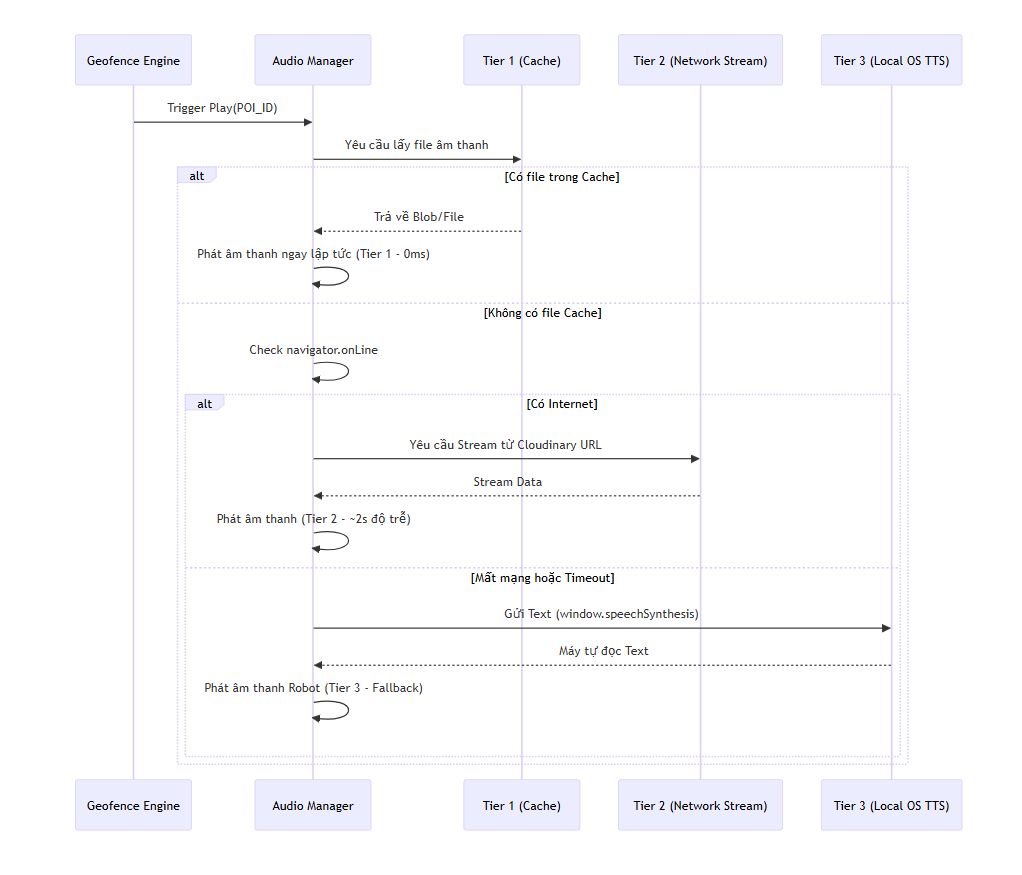 Geofence Engine
Audio Manager
Tier 1 (Cache)
Tier 2 (Network Stream)
Tier 3 (Local OS TTS)
Trigger Play(POI_ID)
Yêu cầu lấy file âm thanh
alt
[Có file trong Cache]
Trả về Blob/File
Phát âm thanh ngay lập tức (Tier 1 - 0ms)
[Không có file Cache]
Check navigator.onLine
alt
[Có Internet]
Yêu cầu Stream từ Cloudinary URL
Stream Data
Phát âm thanh (Tier 2 - ~2s độ trễ)
[Mất mạng hoặc Timeout]
Gửi Text (window.speechSynthesis)
Máy tự đọc Text
Phát âm thanh Robot (Tier 3 - Fallback)
Geofence Engine
Audio Manager
Tier 1 (Cache)
Tier 2 (Network Stream)
Tier 3 (Local OS TTS)